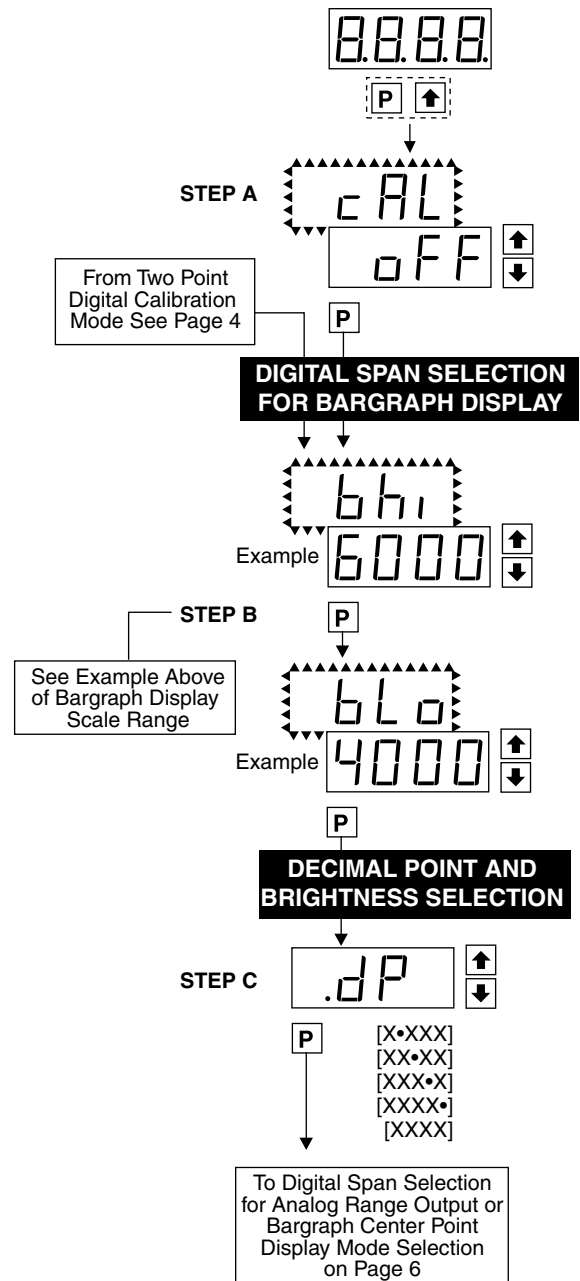 8.8.8.8.
P
STEP A
cAL
oFF
From Two Point
Digital Calibration
Mode See Page 4
P
DIGITAL SPAN SELECTION
FOR BARGRAPH DISPLAY
bhi
Example
6000
STEP B
P
See Example Above
of Bargraph Display
Scale Range
bLo
Example
4000
P
DECIMAL POINT AND
BRIGHTNESS SELECTION
STEP C
.dP
P
[X•XXX]
[XX•XX]
[XXX•X]
[XXXX•]
[XXXX]
To Digital Span Selection
for Analog Range Output or
Bargraph Center Point
Display Mode Selection
on Page 6